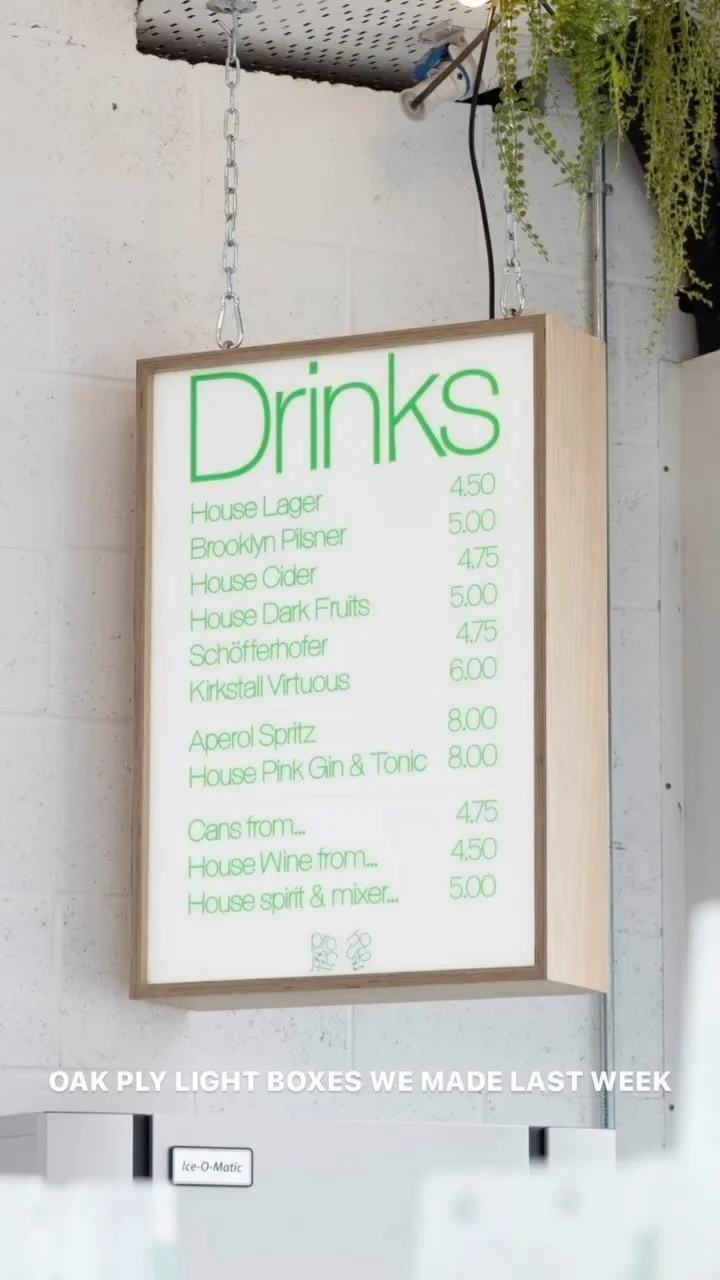 Drinks
House Lager 4.50
Brooklyn Pilsner 5.00
House Cider 4.75
House Dark Fruits 5.00
Schöfferhofer 4.75
Kirkstall Virtuous 6.00
Aperol Spritz 8.00
House Pink Gin & Tonic 8.00
Cans from... 4.75
House Wine from... 4.50
House spirit & mixer... 5.00
OAK PLY LIGHT BOXES WE MADE LAST WEEK
Ice-O-Matic